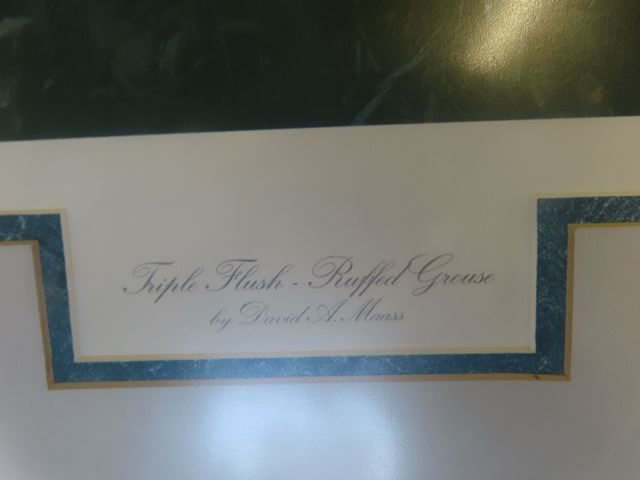 Triple Flush - Ruffed Grouse
by David A. Maass